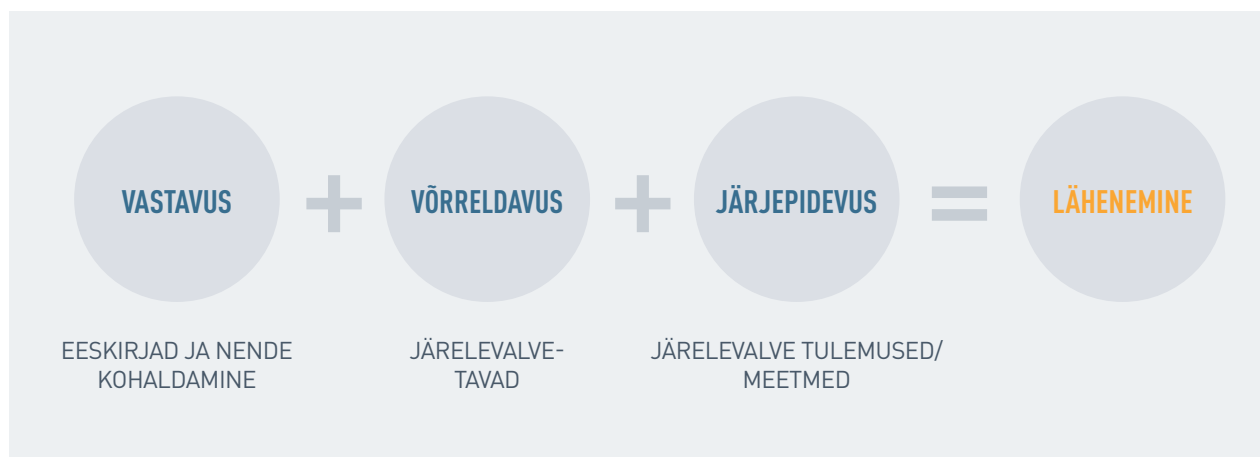 VASTAVUS + VÕRRELDAVUS + JÄRJEPIDEVUS = LÄHENEMINE
EESKIRJAD JA NENDE
KOHALDAMINE
JÄRELEVALVE-
TAVAD
JÄRELEVALVE TULEMUSED/
MEETMED